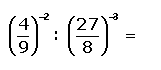 (4/9)^-2 : (27/8)^-3 =